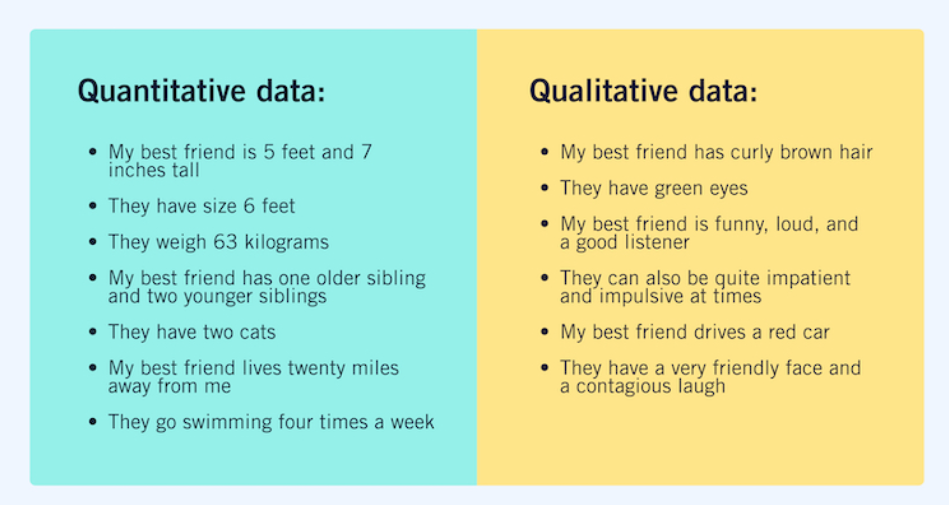 Quantitative data:
• My best friend is 5 feet and 7
inches tall
• They have size 6 feet
• They weigh 63 kilograms
• My best friend has one older sibling
and two younger siblings
• They have two cats
• My best friend lives twenty miles
away from me
• They go swimming four times a week
Qualitative data:
• My best friend has curly brown hair
• They have green eyes
• My best friend is funny, loud, and
a good listener
• They can also be quite impatient
and impulsive at times
• My best friend drives a red car
• They have a very friendly face and
a contagious laugh